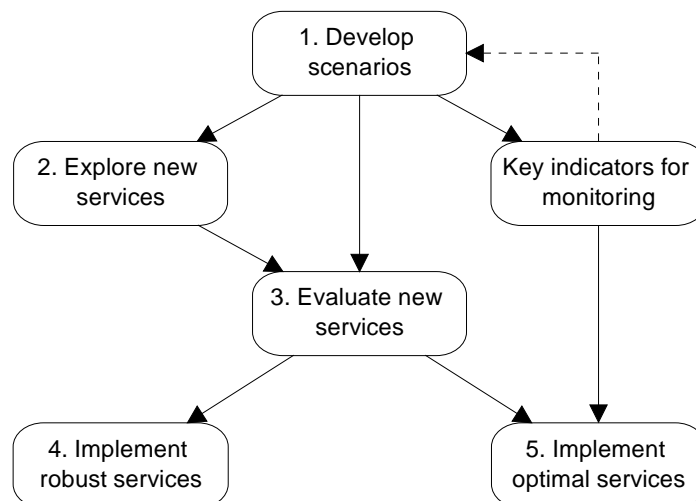 1. Develop
scenarios
2. Explore new
services
Key indicators for
monitoring
3. Evaluate new
services
4. Implement
robust services
5. Implement
optimal services